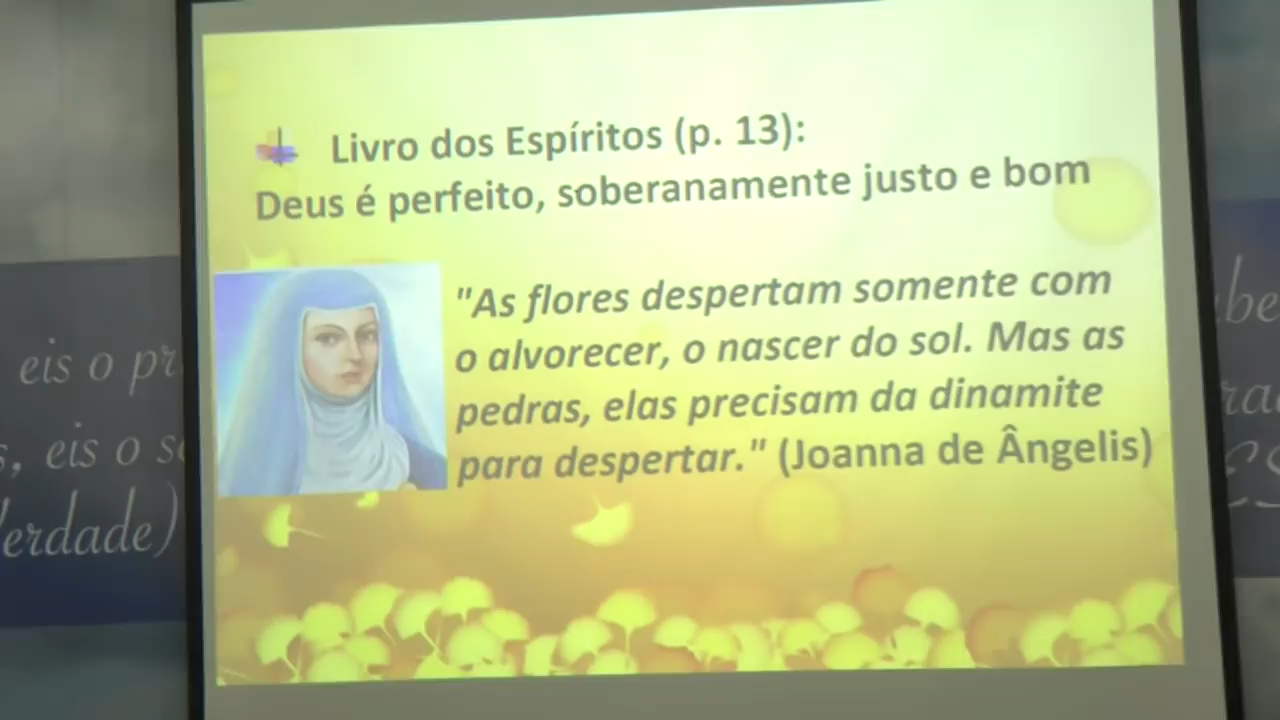 Livro dos Espíritos (p. 13):
Deus é perfeito, soberanamente justo e bom
"As flores despertam somente com
o alvorecer, o nascer do sol. Mas as
pedras, elas precisam da dinamite
para despertar." (Joanna de Ângelis)
eis o
eis o